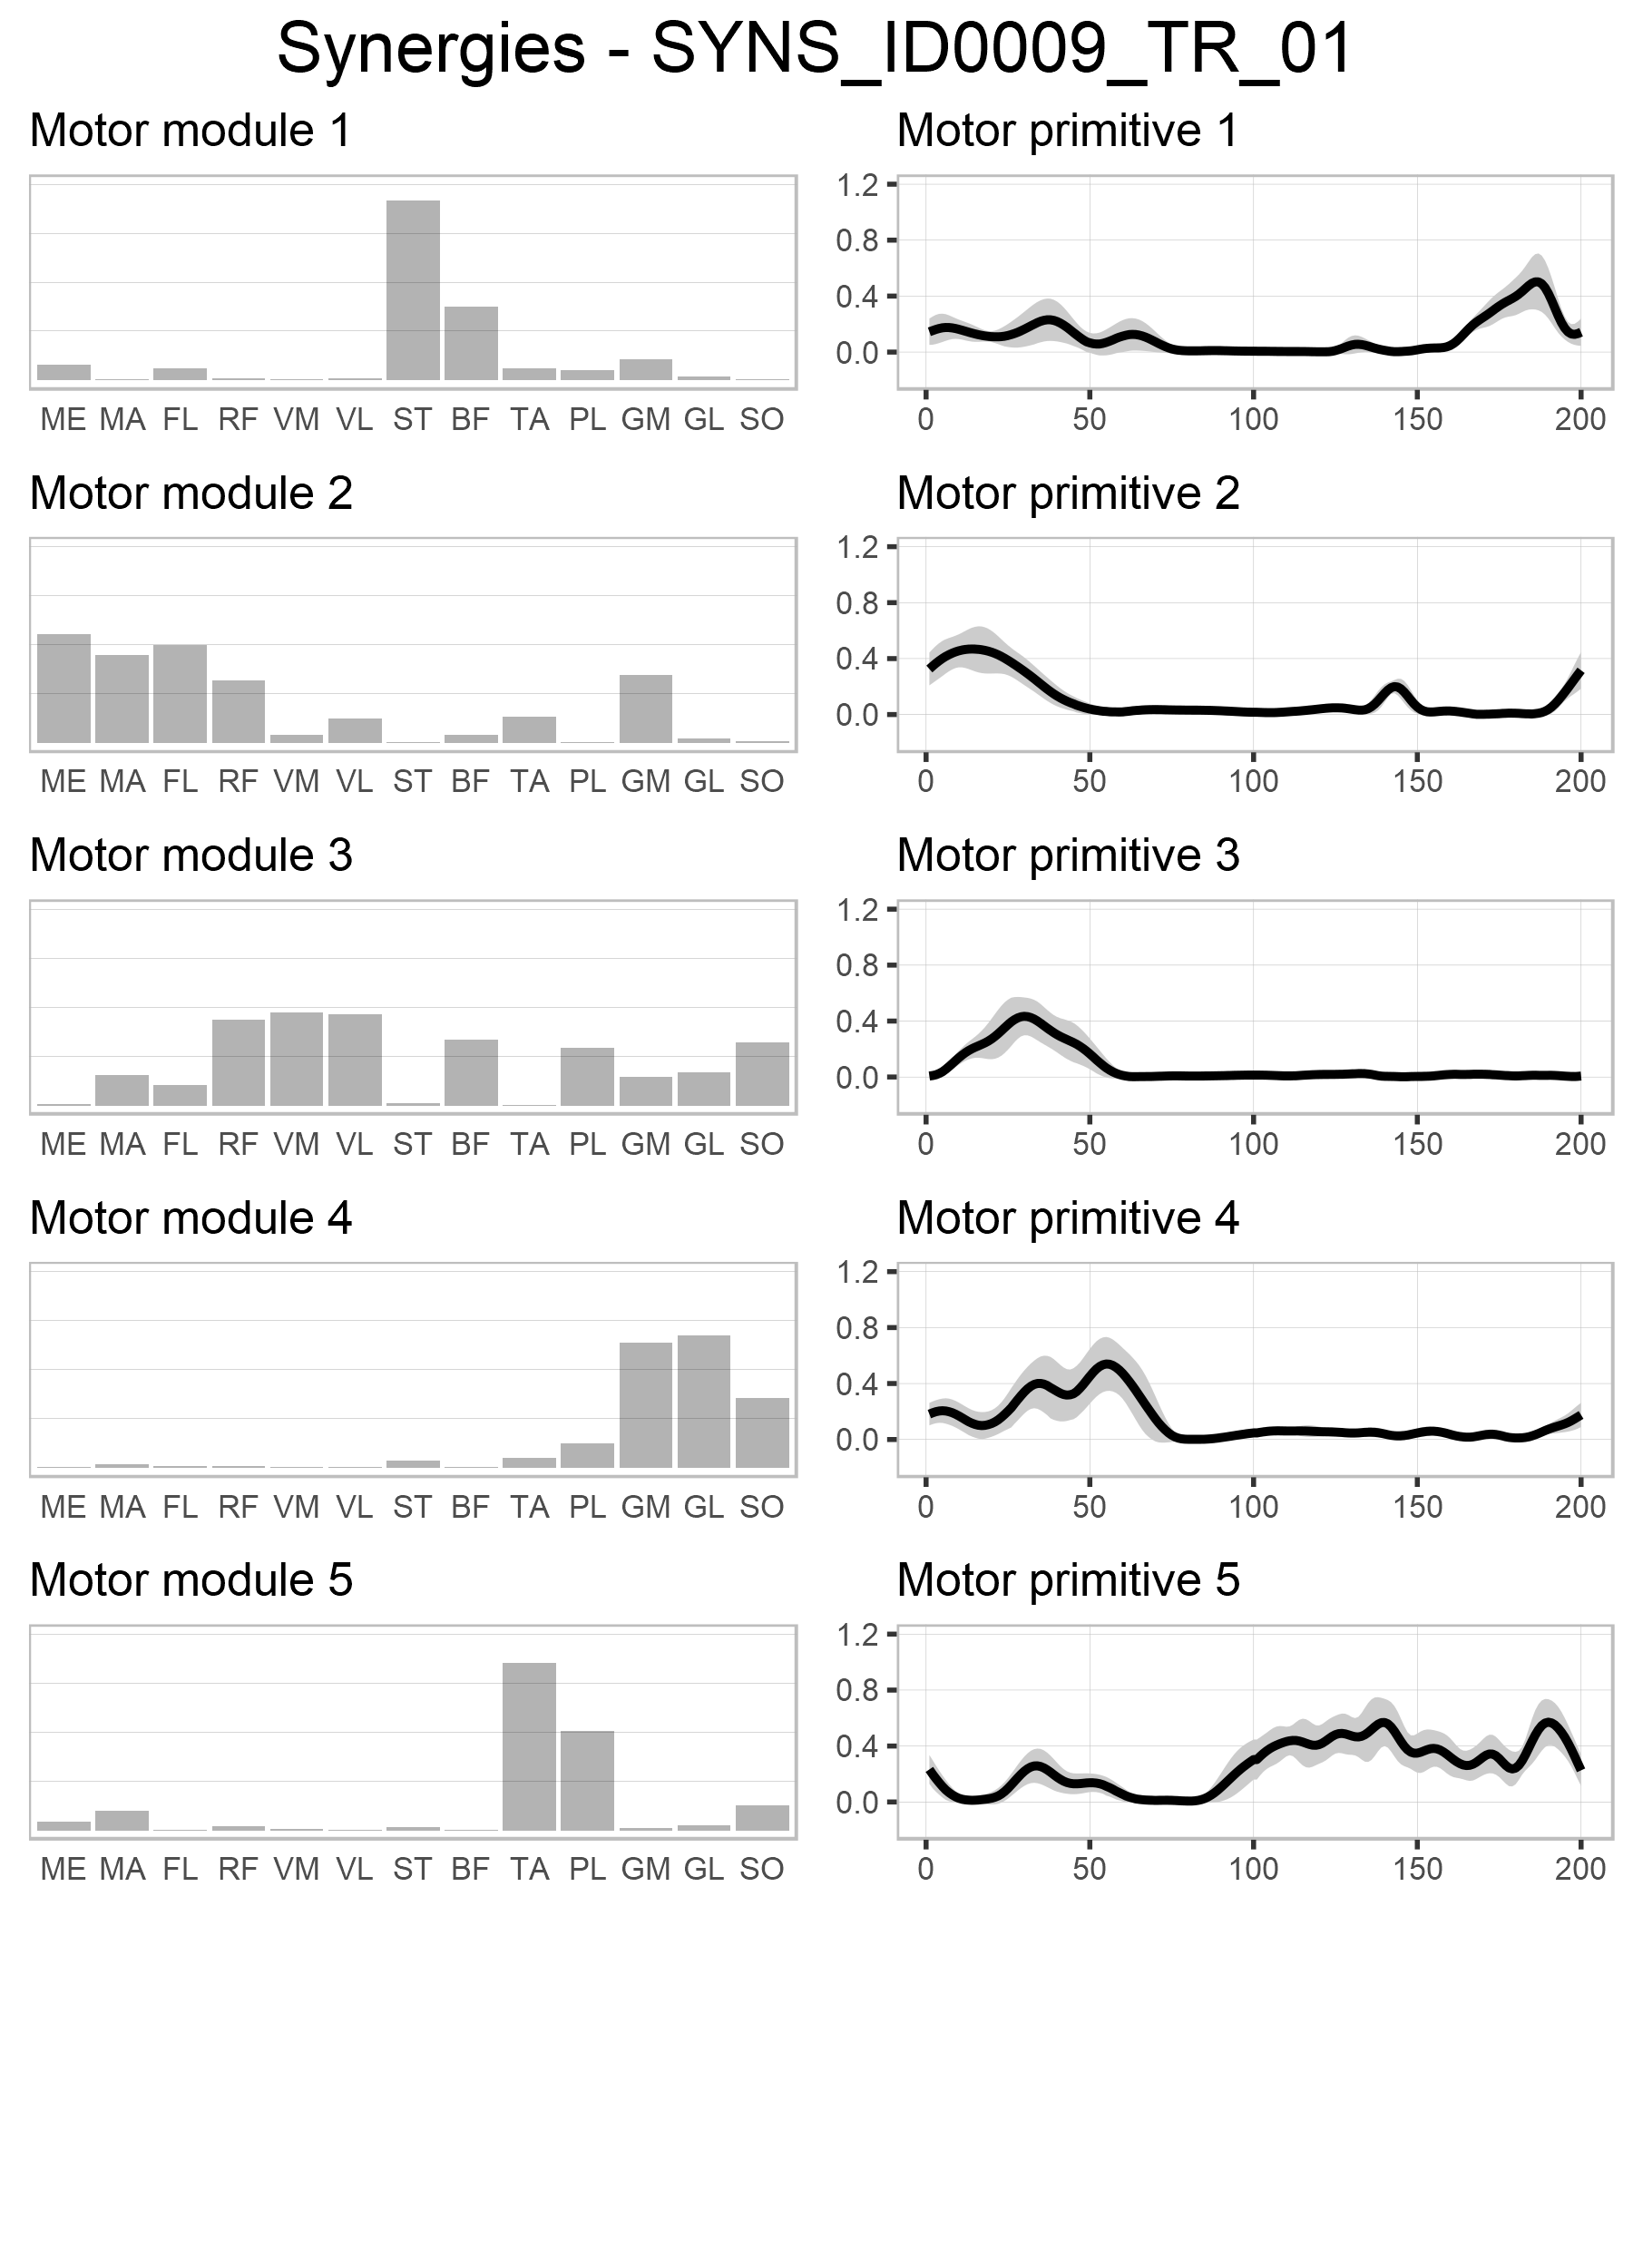 Synergies - SYNS_ID0009_TR_01
Motor module 1
Motor primitive 1
1.2
0.8
0.4
0.0
ME MA FL RF VM VL ST BF TA PL GM GL SO
0 50 100 150 200
Motor module 2
Motor primitive 2
1.2
0.8
0.4
0.0
ME MA FL RF VM VL ST BF TA PL GM GL SO
0 50 100 150 200
Motor module 3
Motor primitive 3
1.2
0.8
0.4
0.0
ME MA FL RF VM VL ST BF TA PL GM GL SO
0 50 100 150 200
Motor module 4
Motor primitive 4
1.2
0.8
0.4
0.0
ME MA FL RF VM VL ST BF TA PL GM GL SO
0 50 100 150 200
Motor module 5
Motor primitive 5
1.2
0.8
0.4
0.0
ME MA FL RF VM VL ST BF TA PL GM GL SO
0 50 100 150 200